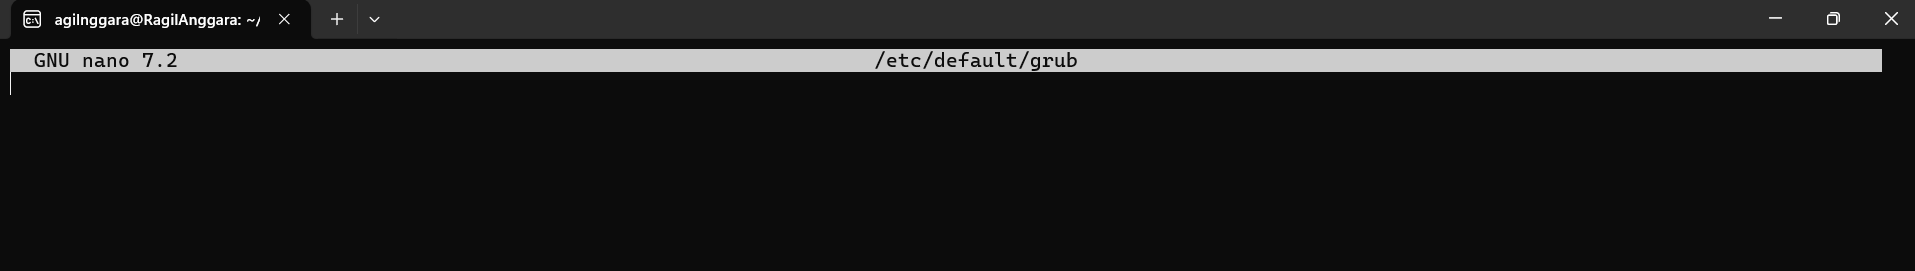 agilnggara@RagilAnggara: ~/
GNU nano 7.2 /etc/default/grub